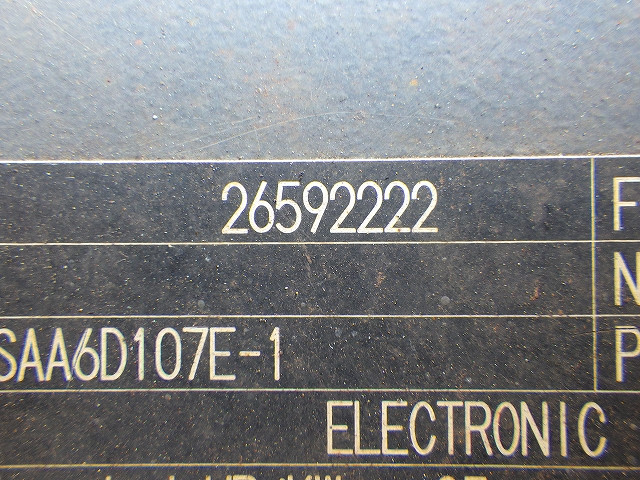 26592222 F
N
SAA6D107E-1 P
ELECTRONIC